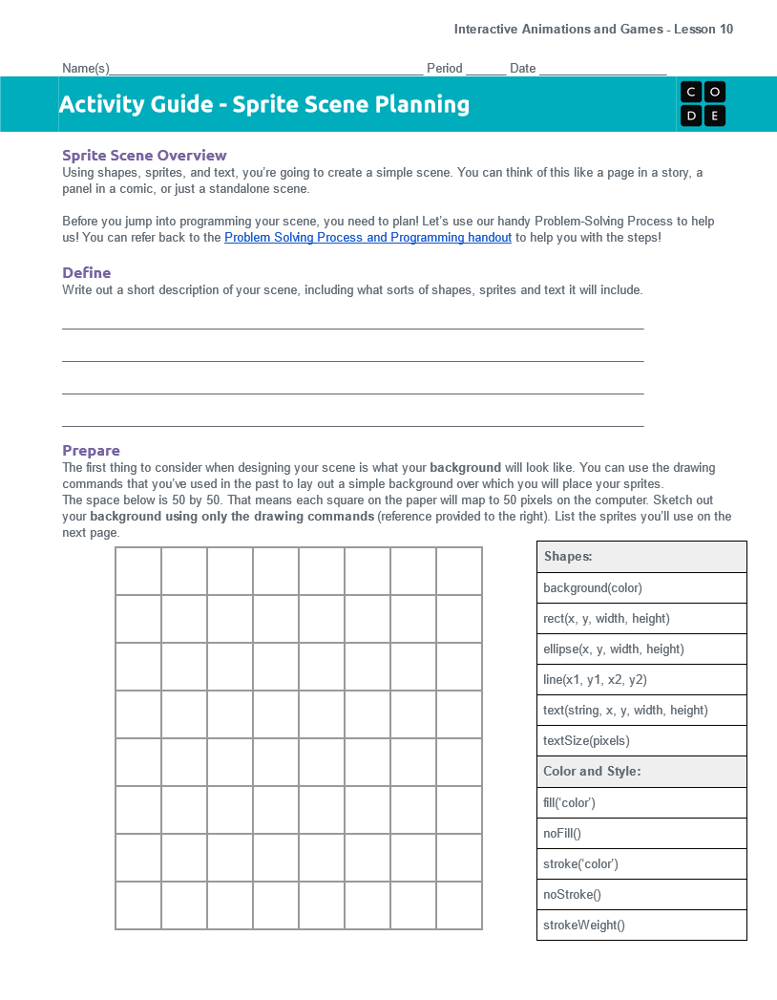 Interactive Animations and Games - Lesson 10
Name(s)______________________________________________ Period ______ Date ___________________
Activity Guide - Sprite Scene Planning
C O
D E
Sprite Scene Overview
Using shapes, sprites, and text, you’re going to create a simple scene. You can think of this like a page in a story, a
panel in a comic, or just a standalone scene.
Before you jump into programming your scene, you need to plan! Let’s use our handy Problem-Solving Process to help
us! You can refer back to the Problem Solving Process and Programming handout to help you with the steps!
Define
Write out a short description of your scene, including what sorts of shapes, sprites and text it will include.
Prepare
The first thing to consider when designing your scene is what your background will look like. You can use the drawing
commands that you’ve used in the past to lay out a simple background over which you will place your sprites.
The space below is 50 by 50. That means each square on the paper will map to 50 pixels on the computer. Sketch out
your background using only the drawing commands (reference provided to the right). List the sprites you’ll use on the
next page.
Shapes:
background(color)
rect(x, y, width, height)
ellipse(x, y, width, height)
line(x1, y1, x2, y2)
text(string, x, y, width, height)
textSize(pixels)
Color and Style:
fill(‘color’)
noFill()
stroke(‘color’)
noStroke()
strokeWeight()